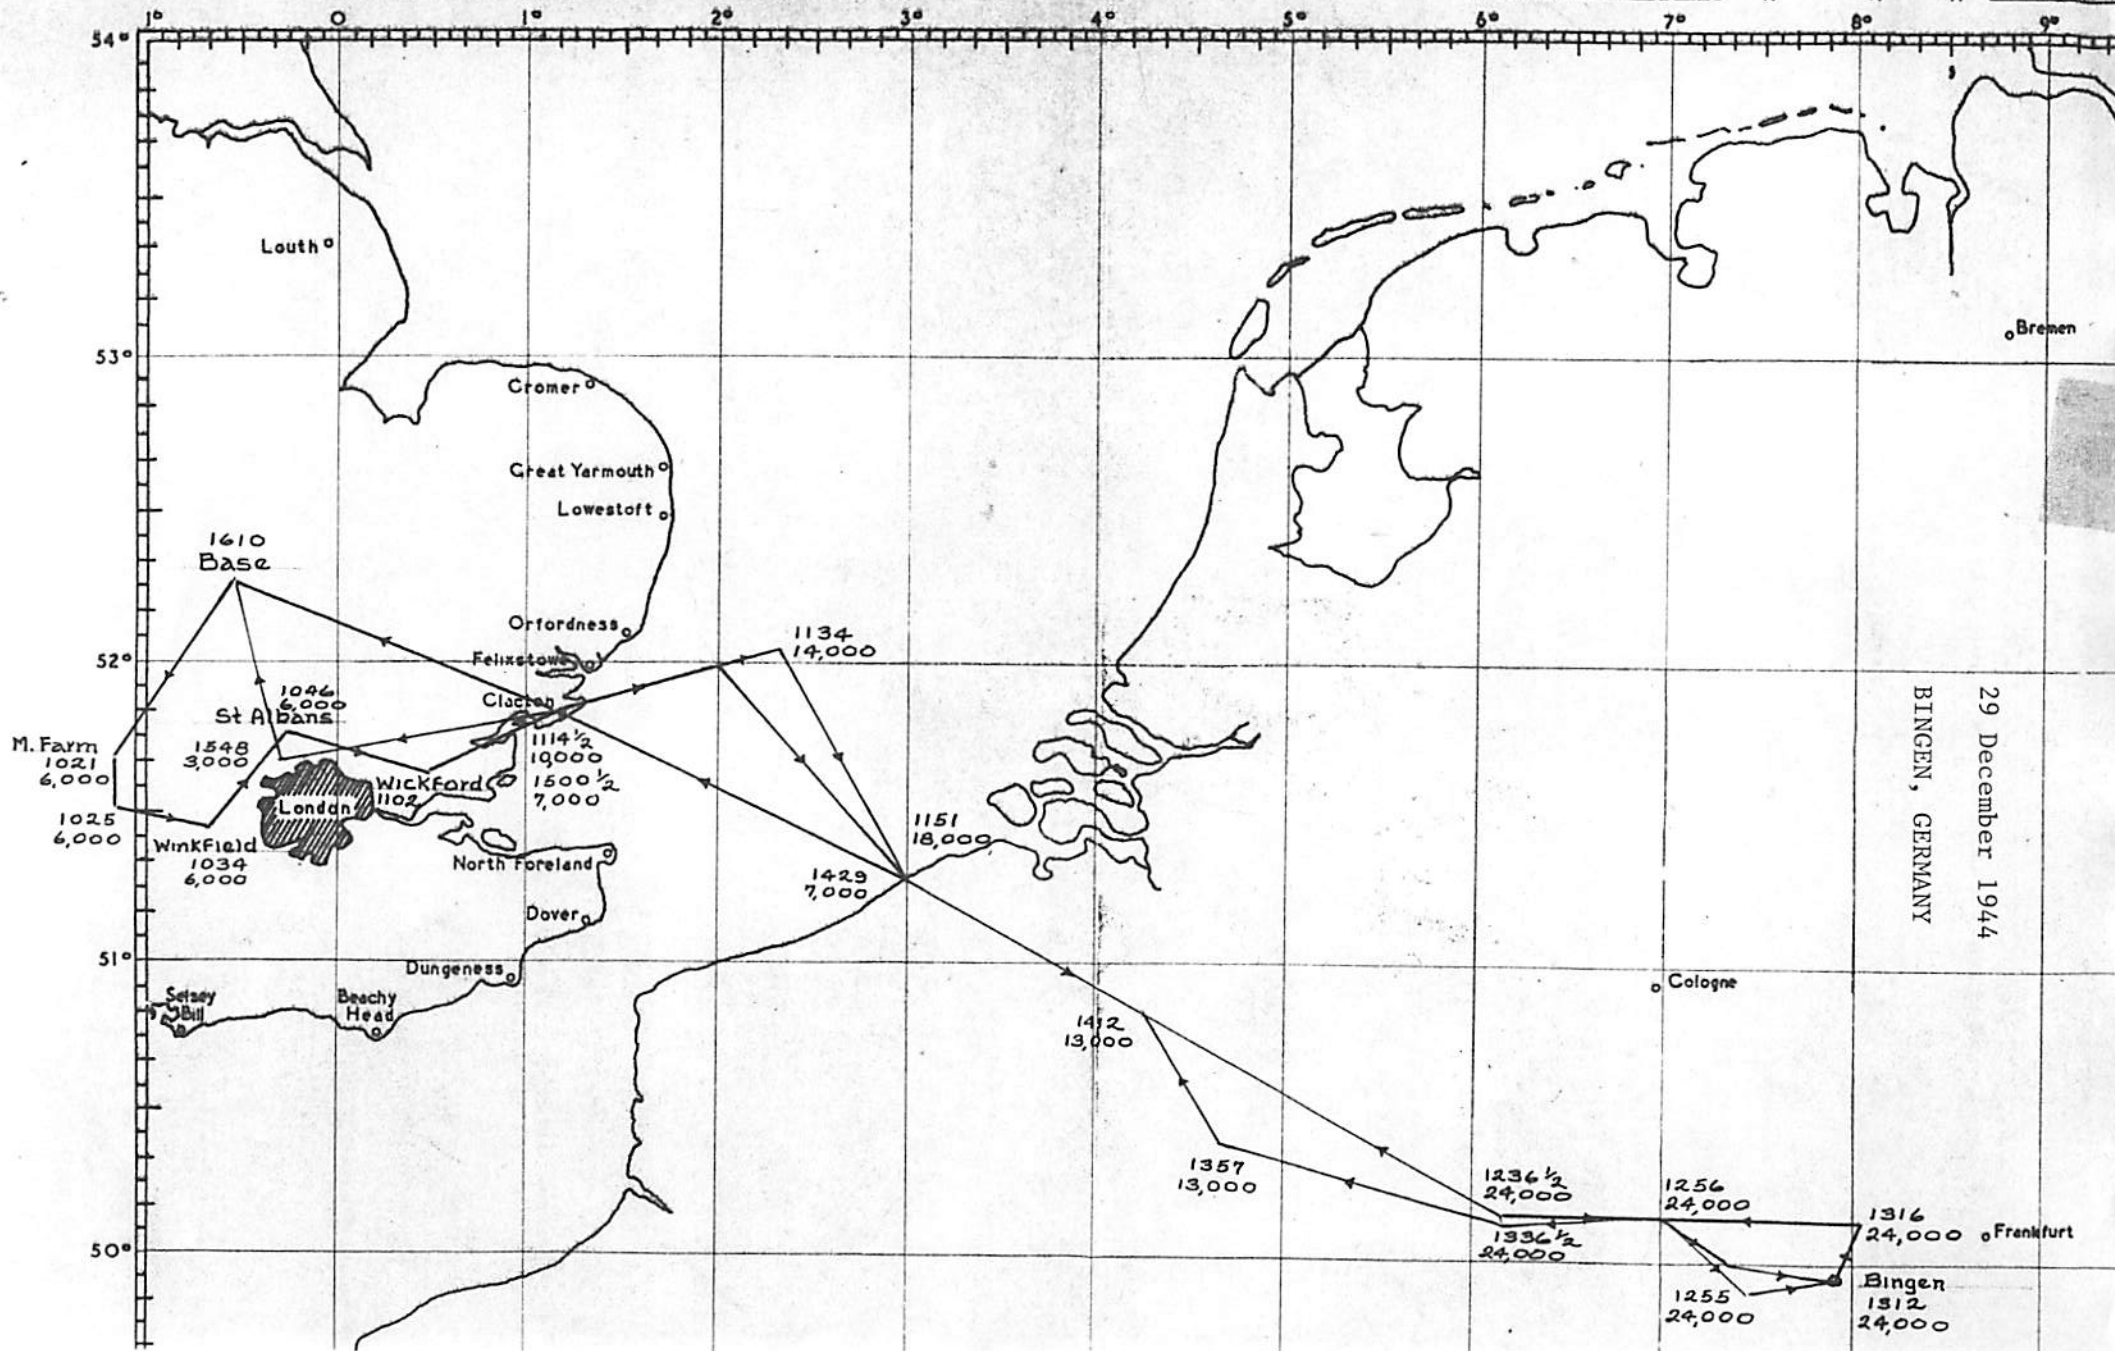 1° 0 1° 2° 3° 4° 5° 6° 7° 8° 9°
54°
Louth
Bremen
53°
Cromer
Great Yarmouth
Lowestoft
1610
Base
Orfordness
52°
Felixstowe
1134
14,000
1046
6,000
St Albans
Clacton
M. Farm
1021
6,000
1548
3,000
1114½
10,000
1500½
7,000
Wickford
1102
London
1025
6,000
Winkfield
1034
6,000
North Foreland
1151
18,000
1429
7,000
Dover
51°
Dungeness
Selsey
Bill
Beachy
Head
Cologne
29 December 1944
BINGEN, GERMANY
1412
13,000
1357
13,000
1236½
24,000
1256
24,000
1316
24,000
Frankfurt
50°
1336½
24,000
1255
24,000
Bingen
1312
24,000